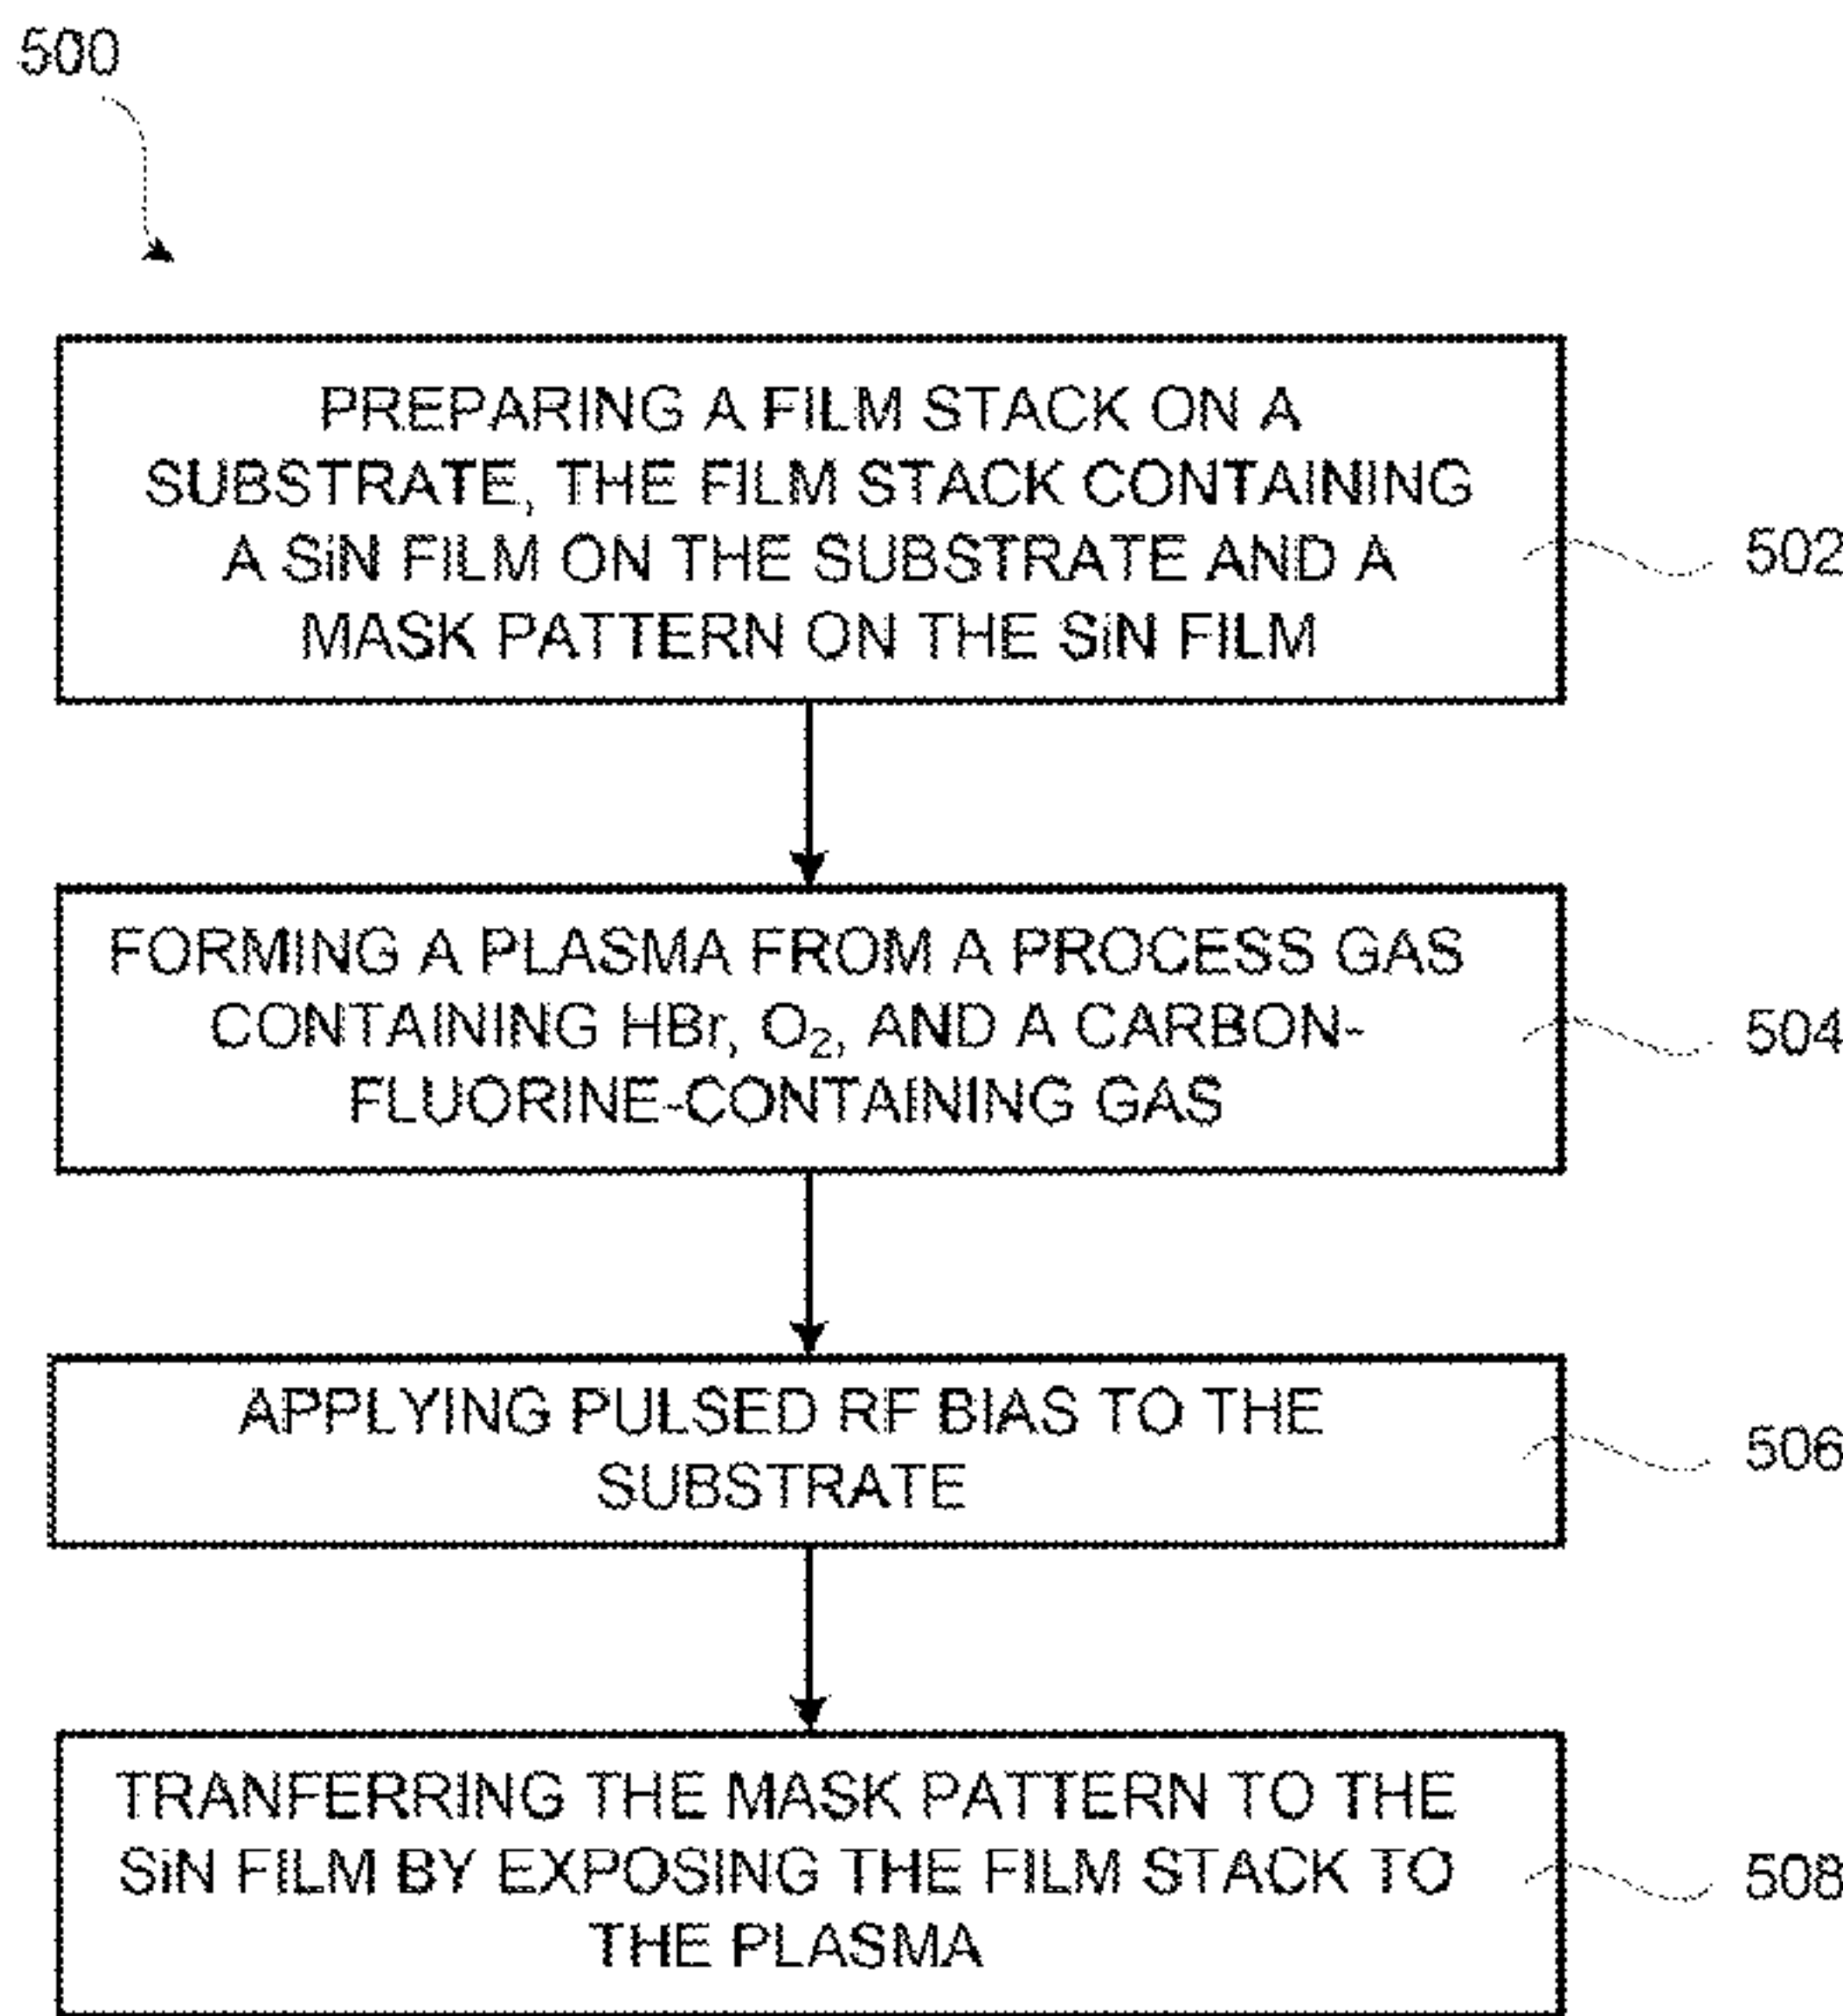 500
PREPARING A FILM STACK ON A
SUBSTRATE, THE FILM STACK CONTAINING
A SiN FILM ON THE SUBSTRATE AND A
MASK PATTERN ON THE SiN FILM
502
FORMING A PLASMA FROM A PROCESS GAS
CONTAINING HBr, O₂, AND A CARBON-
FLUORINE-CONTAINING GAS
504
APPLYING PULSED RF BIAS TO THE
SUBSTRATE
506
TRANFERRING THE MASK PATTERN TO THE
SiN FILM BY EXPOSING THE FILM STACK TO
THE PLASMA
508